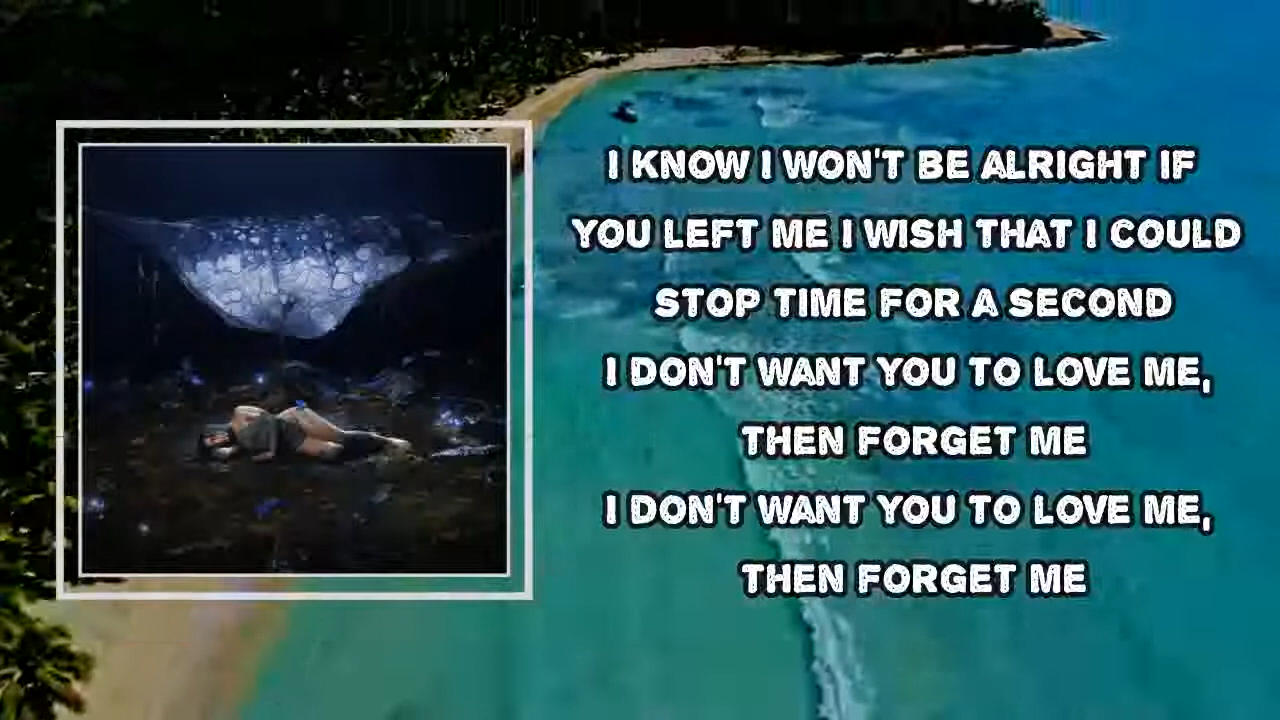 I KNOW I WON'T BE ALRIGHT IF
YOU LEFT ME I WISH THAT I COULD
STOP TIME FOR A SECOND
I DON'T WANT YOU TO LOVE ME,
THEN FORGET ME
I DON'T WANT YOU TO LOVE ME,
THEN FORGET ME